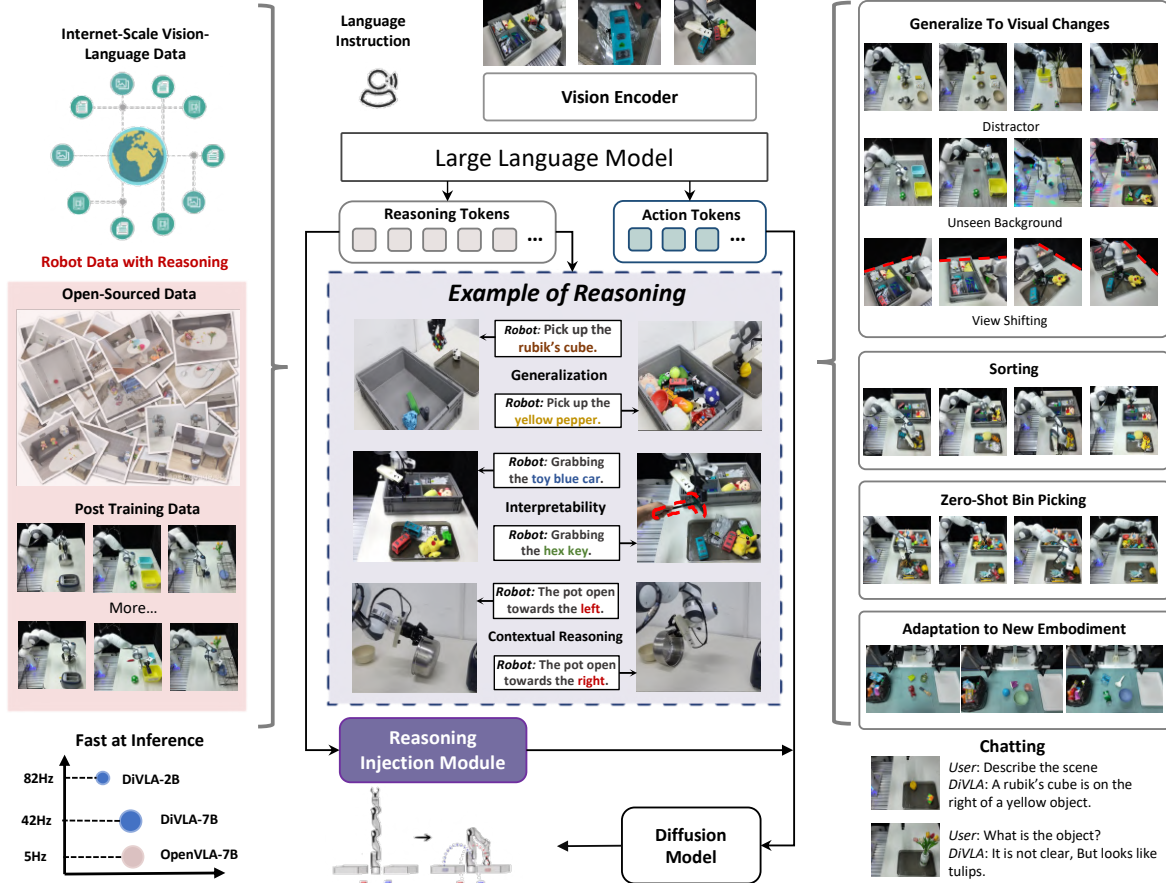 Internet-Scale Vision-
Language Data
Robot Data with Reasoning
Open-Sourced Data
Post Training Data
More...
Fast at Inference
82Hz
DiVLA-2B
42Hz
DiVLA-7B
5Hz
OpenVLA-7B
Language
Instruction
Vision Encoder
Large Language Model
Reasoning Tokens
...
Action Tokens
...
Example of Reasoning
Robot: Pick up the
rubik's cube.
Generalization
Robot: Pick up the
yellow pepper.
Robot: Grabbing
the toy blue car.
Interpretability
Robot: Grabbing
the hex key.
Robot: The pot open
towards the left.
Contextual Reasoning
Robot: The pot open
towards the right.
Reasoning
Injection Module
Diffusion
Model
Generalize To Visual Changes
Distractor
Unseen Background
View Shifting
Sorting
Zero-Shot Bin Picking
Adaptation to New Embodiment
Chatting
User: Describe the scene
DiVLA: A rubik's cube is on the
right of a yellow object.
User: What is the object?
DiVLA: It is not clear, But looks like
tulips.